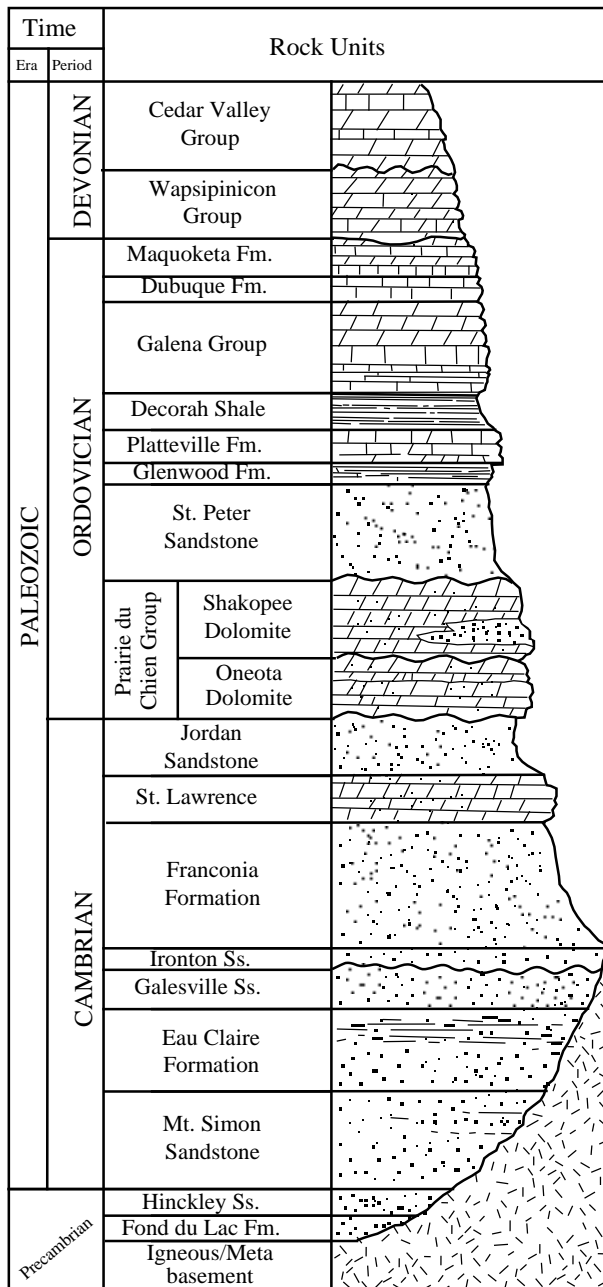 Time
Rock Units
Era
Period
PALEOZOIC
DEVONIAN
Cedar Valley
Group
Wapsipinicon
Group
ORDOVICIAN
Maquoketa Fm.
Dubuque Fm.
Galena Group
Decorah Shale
Platteville Fm.
Glenwood Fm.
St. Peter
Sandstone
Prairie du
Chien Group
Shakopee
Dolomite
Oneota
Dolomite
CAMBRIAN
Jordan
Sandstone
St. Lawrence
Franconia
Formation
Ironton Ss.
Galesville Ss.
Eau Claire
Formation
Mt. Simon
Sandstone
Precambrian
Hinckley Ss.
Fond du Lac Fm.
Igneous/Meta
basement